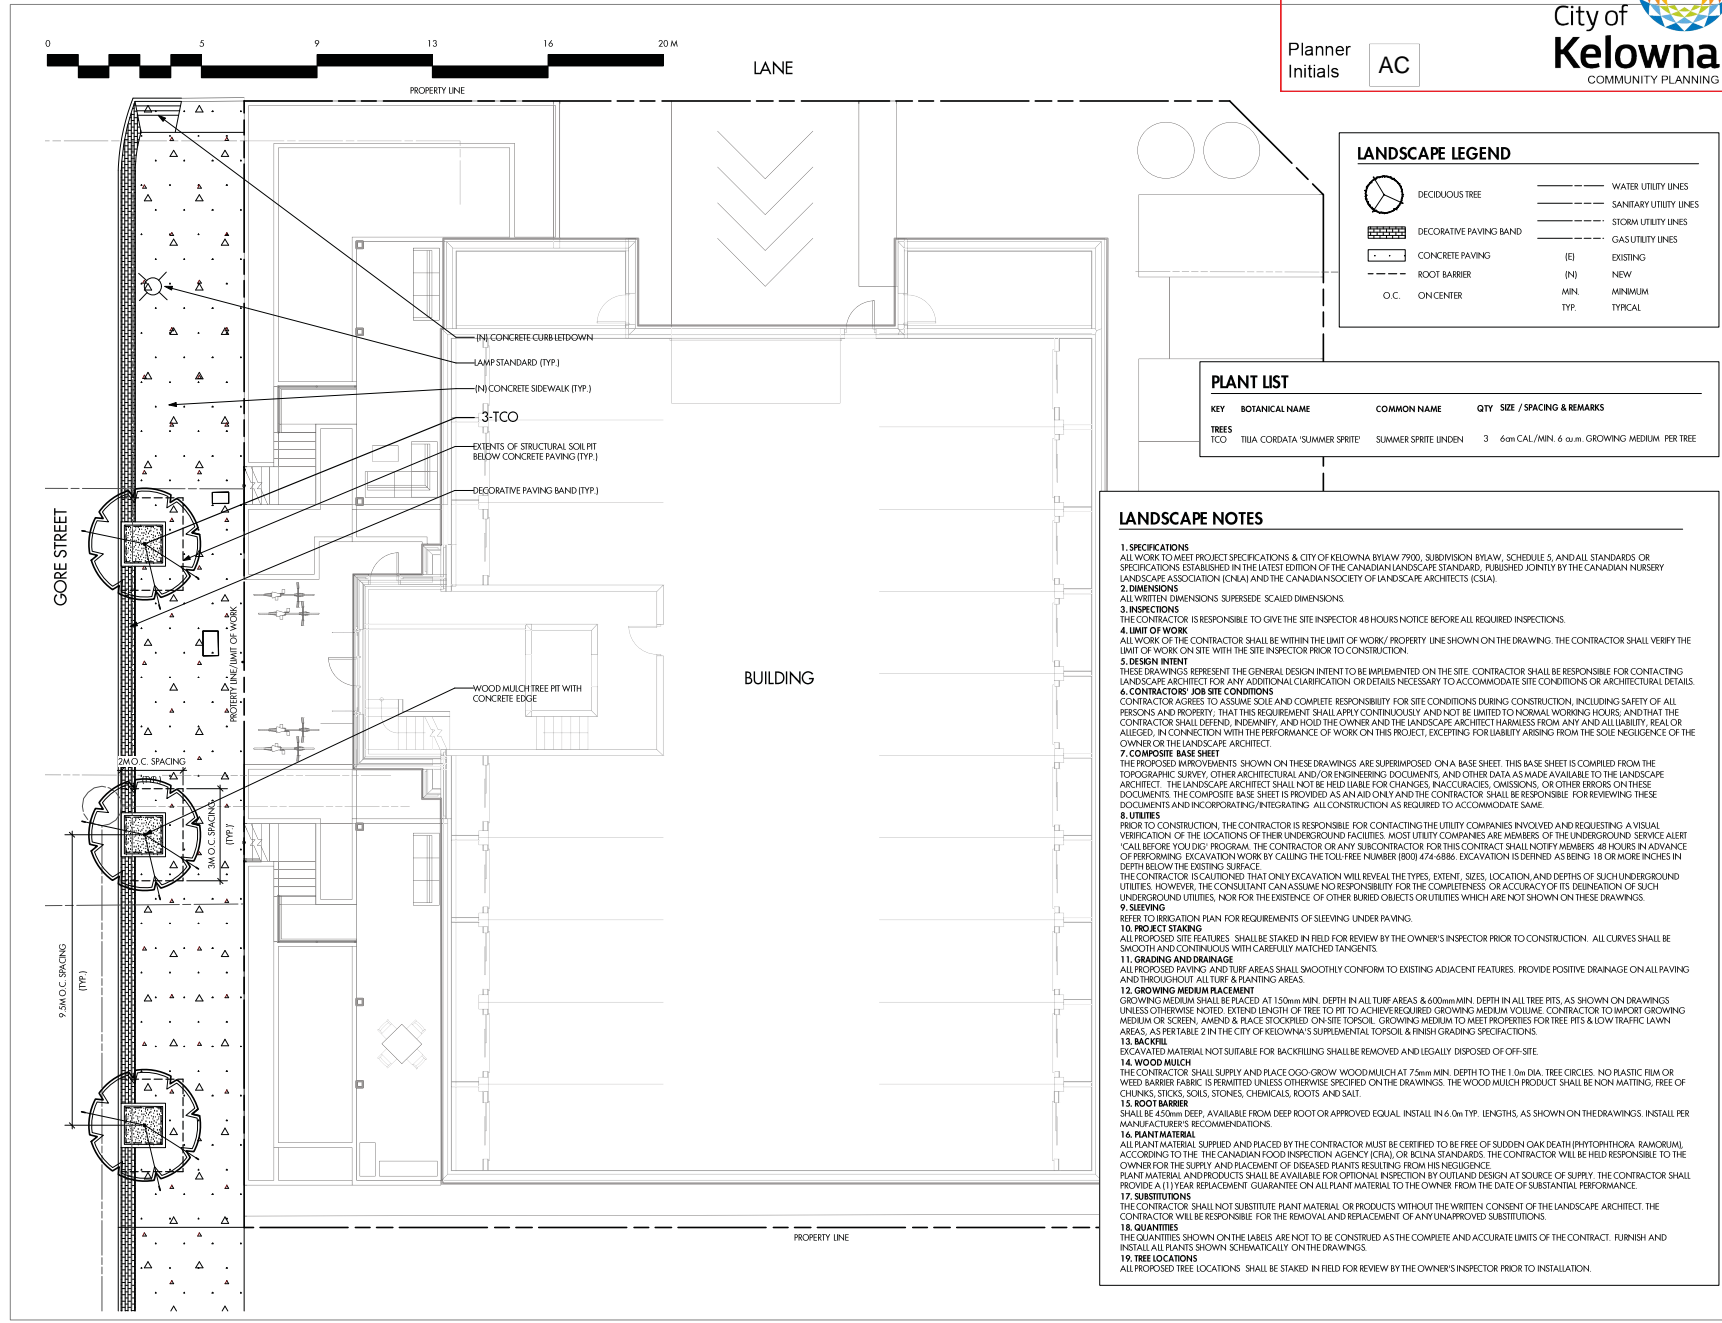 City of
Kelowna
COMMUNITY PLANNING
Planner
Initials
AC
0 5 9 13 16 20 M
LANE
PROPERTY LINE
LANDSCAPE LEGEND
DECIDUOUS TREE
DECORATIVE PAVING BAND
CONCRETE PAVING
ROOT BARRIER
O.C. ON CENTER
WATER UTILITY LINES
SANITARY UTILITY LINES
STORM UTILITY LINES
GAS UTILITY LINES
(E) EXISTING
(N) NEW
MIN. MINIMUM
TYP. TYPICAL
(N) CONCRETE CURB LETDOWN
LAMP STANDARD (TYP.)
(N) CONCRETE SIDEWALK (TYP.)
3-TCO
EXTENTS OF STRUCTURAL SOIL PIT
BELOW CONCRETE PAVING (TYP.)
DECORATIVE PAVING BAND (TYP.)
GORE STREET
PROPERTY LINE/LIMIT OF WORK
WOOD MULCH TREE PIT WITH
CONCRETE EDGE
BUILDING
2M O.C. SPACING
(TYP.)
3M O.C. SPACING
(TYP.)
9.5M O.C. SPACING
(TYP.)
PROPERTY LINE
PLANT LIST
KEY BOTANICAL NAME COMMON NAME QTY SIZE / SPACING & REMARKS
TREES
TCO TILIA CORDATA 'SUMMER SPRITE' SUMMER SPRITE LINDEN 3 6cm CAL./MIN. 6 cu.m. GROWING MEDIUM PER TREE
LANDSCAPE NOTES
1. SPECIFICATIONS
ALL WORK TO MEET PROJECT SPECIFICATIONS & CITY OF KELOWNA BYLAW 7900, SUBDIVISION BYLAW, SCHEDULE 5, AND ALL STANDARDS OR
SPECIFICATIONS ESTABLISHED IN THE LATEST EDITION OF THE CANADIAN LANDSCAPE STANDARD, PUBLISHED JOINTLY BY THE CANADIAN NURSERY
LANDSCAPE ASSOCIATION (CNLA) AND THE CANADIAN SOCIETY OF LANDSCAPE ARCHITECTS (CSLA).
2. DIMENSIONS
ALL WRITTEN DIMENSIONS SUPERSEDE SCALED DIMENSIONS.
3. INSPECTIONS
THE CONTRACTOR IS RESPONSIBLE TO GIVE THE SITE INSPECTOR 48 HOURS NOTICE BEFORE ALL REQUIRED INSPECTIONS.
4. LIMIT OF WORK
ALL WORK OF THE CONTRACTOR SHALL BE WITHIN THE LIMIT OF WORK/ PROPERTY LINE SHOWN ON THE DRAWING. THE CONTRACTOR SHALL VERIFY THE
LIMIT OF WORK ON SITE WITH THE SITE INSPECTOR PRIOR TO CONSTRUCTION.
5. DESIGN INTENT
THESE DRAWINGS REPRESENT THE GENERAL DESIGN INTENT TO BE IMPLEMENTED ON THE SITE. CONTRACTOR SHALL BE RESPONSIBLE FOR CONTACTING
LANDSCAPE ARCHITECT FOR ANY ADDITIONAL CLARIFICATION OR DETAILS NECESSARY TO ACCOMMODATE SITE CONDITIONS OR ARCHITECTURAL DETAILS.
6. CONTRACTORS' JOB SITE CONDITIONS
CONTRACTOR AGREES TO ASSUME SOLE AND COMPLETE RESPONSIBILITY FOR SITE CONDITIONS DURING CONSTRUCTION, INCLUDING SAFETY OF ALL
PERSONS AND PROPERTY; THAT THIS REQUIREMENT SHALL APPLY CONTINUOUSLY AND NOT BE LIMITED TO NORMAL WORKING HOURS; AND THAT THE
CONTRACTOR SHALL DEFEND, INDEMNIFY, AND HOLD THE OWNER AND THE LANDSCAPE ARCHITECT HARMLESS FROM ANY AND ALL LIABILITY, REAL OR
ALLEGED, IN CONNECTION WITH THE PERFORMANCE OF WORK ON THIS PROJECT, EXCEPTING FOR LIABILITY ARISING FROM THE SOLE NEGLIGENCE OF THE
OWNER OR THE LANDSCAPE ARCHITECT.
7. COMPOSITE BASE SHEET
THE PROPOSED IMPROVEMENTS SHOWN ON THESE DRAWINGS ARE SUPERIMPOSED ON A BASE SHEET. THIS BASE SHEET IS COMPILED FROM THE
TOPOGRAPHIC SURVEY, OTHER ARCHITECTURAL AND/OR ENGINEERING DOCUMENTS, AND OTHER DATA AS MADE AVAILABLE TO THE LANDSCAPE
ARCHITECT. THE LANDSCAPE ARCHITECT SHALL NOT BE HELD LIABLE FOR CHANGES, INACCURACIES, OMISSIONS, OR OTHER ERRORS ON THESE
DOCUMENTS. THE COMPOSITE BASE SHEET IS PROVIDED AS AN AID ONLY AND THE CONTRACTOR SHALL BE RESPONSIBLE FOR REVIEWING THESE
DOCUMENTS AND INCORPORATING/INTEGRATING ALL CONSTRUCTION AS REQUIRED TO ACCOMMODATE SAME.
8. UTILITIES
PRIOR TO CONSTRUCTION, THE CONTRACTOR IS RESPONSIBLE FOR CONTACTING THE UTILITY COMPANIES INVOLVED AND REQUESTING A VISUAL
VERIFICATION OF THE LOCATIONS OF THEIR UNDERGROUND FACILITIES. MOST UTILITY COMPANIES ARE MEMBERS OF THE UNDERGROUND SERVICE ALERT
'CALL BEFORE YOU DIG' PROGRAM. THE CONTRACTOR OR ANY SUBCONTRACTOR FOR THIS CONTRACT SHALL NOTIFY MEMBERS 48 HOURS IN ADVANCE
OF PERFORMING EXCAVATION WORK BY CALLING THE TOLL-FREE NUMBER (800) 474-6886. EXCAVATION IS DEFINED AS BEING 18 OR MORE INCHES IN
DEPTH BELOW THE EXISTING SURFACE.
THE CONTRACTOR IS CAUTIONED THAT ONLY EXCAVATION WILL REVEAL THE TYPES, EXTENT, SIZES, LOCATION, AND DEPTHS OF SUCH UNDERGROUND
UTILITIES. HOWEVER, THE CONSULTANT CAN ASSUME NO RESPONSIBILITY FOR THE COMPLETENESS OR ACCURACY OF ITS DELINEATION OF SUCH
UNDERGROUND UTILITIES, NOR FOR THE EXISTENCE OF OTHER BURIED OBJECTS OR UTILITIES WHICH ARE NOT SHOWN ON THESE DRAWINGS.
9. SLEEVING
REFER TO IRRIGATION PLAN FOR REQUIREMENTS OF SLEEVING UNDER PAVING.
10. PROJECT STAKING
ALL PROPOSED SITE FEATURES SHALL BE STAKED IN FIELD FOR REVIEW BY THE OWNER'S INSPECTOR PRIOR TO CONSTRUCTION. ALL CURVES SHALL BE
SMOOTH AND CONTINUOUS WITH CAREFULLY MATCHED TANGENTS.
11. GRADING AND DRAINAGE
ALL PROPOSED PAVING AND TURF AREAS SHALL SMOOTHLY CONFORM TO EXISTING ADJACENT FEATURES. PROVIDE POSITIVE DRAINAGE ON ALL PAVING
AND THROUGHOUT ALL TURF & PLANTING AREAS.
12. GROWING MEDIUM PLACEMENT
GROWING MEDIUM SHALL BE PLACED AT 150mm MIN. DEPTH IN ALL TURF AREAS & 600mm MIN. DEPTH IN ALL TREE PITS, AS SHOWN ON DRAWINGS
UNLESS OTHERWISE NOTED. EXTEND LENGTH OF TREE TO PIT TO ACHIEVE REQUIRED GROWING MEDIUM VOLUME. CONTRACTOR TO IMPORT GROWING
MEDIUM OR SCREEN, AMEND & PLACE STOCKPILED ON-SITE TOPSOIL. GROWING MEDIUM TO MEET PROPERTIES FOR TREE PITS & LOW TRAFFIC LAWN
AREAS, AS PER TABLE 2 IN THE CITY OF KELOWNA'S SUPPLEMENTAL TOPSOIL & FINISH GRADING SPECIFACTIONS.
13. BACKFILL
EXCAVATED MATERIAL NOT SUITABLE FOR BACKFILLING SHALL BE REMOVED AND LEGALLY DISPOSED OF OFF-SITE.
14. WOOD MULCH
THE CONTRACTOR SHALL SUPPLY AND PLACE OGO-GROW WOOD MULCH AT 75mm MIN. DEPTH TO THE 1.0m DIA. TREE CIRCLES. NO PLASTIC FILM OR
WEED BARRIER FABRIC IS PERMITTED UNLESS OTHERWISE SPECIFIED ON THE DRAWINGS. THE WOOD MULCH PRODUCT SHALL BE NON MATTING, FREE OF
CHUNKS, STICKS, SOILS, STONES, CHEMICALS, ROOTS AND SALT.
15. ROOT BARRIER
SHALL BE 450mm DEEP, AVAILABLE FROM DEEP ROOT OR APPROVED EQUAL. INSTALL IN 6.0m TYP. LENGTHS, AS SHOWN ON THE DRAWINGS. INSTALL PER
MANUFACTURER'S RECOMMENDATIONS.
16. PLANT MATERIAL
ALL PLANT MATERIAL SUPPLIED AND PLACED BY THE CONTRACTOR MUST BE CERTIFIED TO BE FREE OF SUDDEN OAK DEATH (PHYTOPHTHORA RAMORUM),
ACCORDING TO THE THE CANADIAN FOOD INSPECTION AGENCY (CFIA), OR BCLNA STANDARDS. THE CONTRACTOR WILL BE HELD RESPONSIBLE TO THE
OWNER FOR THE SUPPLY AND PLACEMENT OF DISEASED PLANTS RESULTING FROM HIS NEGLIGENCE.
PLANT MATERIAL AND PRODUCTS SHALL BE AVAILABLE FOR OPTIONAL INSPECTION BY OUTLAND DESIGN AT SOURCE OF SUPPLY. THE CONTRACTOR SHALL
PROVIDE A (1) YEAR REPLACEMENT GUARANTEE ON ALL PLANT MATERIAL TO THE OWNER FROM THE DATE OF SUBSTANTIAL PERFORMANCE.
17. SUBSTITUTIONS
THE CONTRACTOR SHALL NOT SUBSTITUTE PLANT MATERIAL OR PRODUCTS WITHOUT THE WRITTEN CONSENT OF THE LANDSCAPE ARCHITECT. THE
CONTRACTOR WILL BE RESPONSIBLE FOR THE REMOVAL AND REPLACEMENT OF ANY UNAPPROVED SUBSTITUTIONS.
18. QUANTITIES
THE QUANTITIES SHOWN ON THE LABELS ARE NOT TO BE CONSTRUED AS THE COMPLETE AND ACCURATE LIMITS OF THE CONTRACT. FURNISH AND
INSTALL ALL PLANTS SHOWN SCHEMATICALLY ON THE DRAWINGS.
19. TREE LOCATIONS
ALL PROPOSED TREE LOCATIONS SHALL BE STAKED IN FIELD FOR REVIEW BY THE OWNER'S INSPECTOR PRIOR TO INSTALLATION.